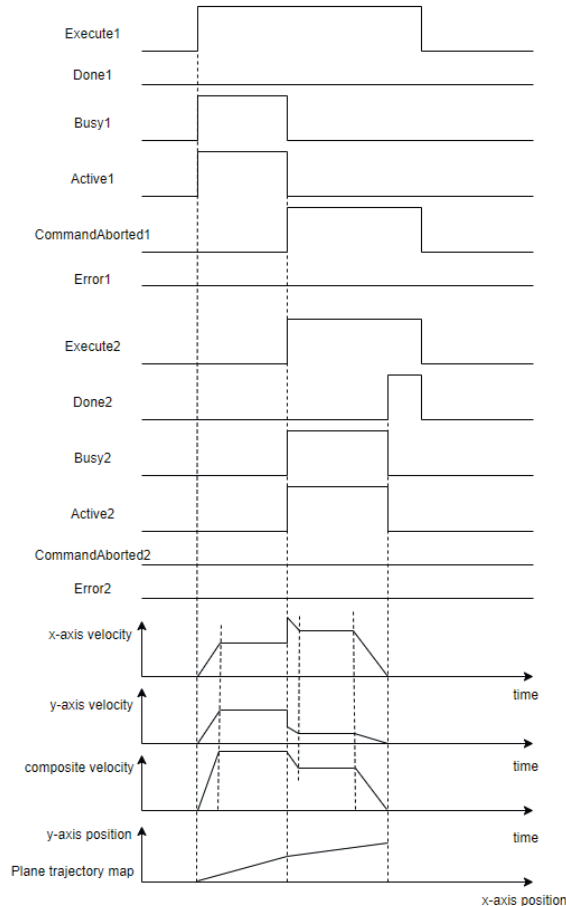 Execute1
Done1
Busy1
Active1
CommandAborted1
Error1
Execute2
Done2
Busy2
Active2
CommandAborted2
Error2
x-axis velocity
time
y-axis velocity
time
composite velocity
time
y-axis position
Plane trajectory map
x-axis position